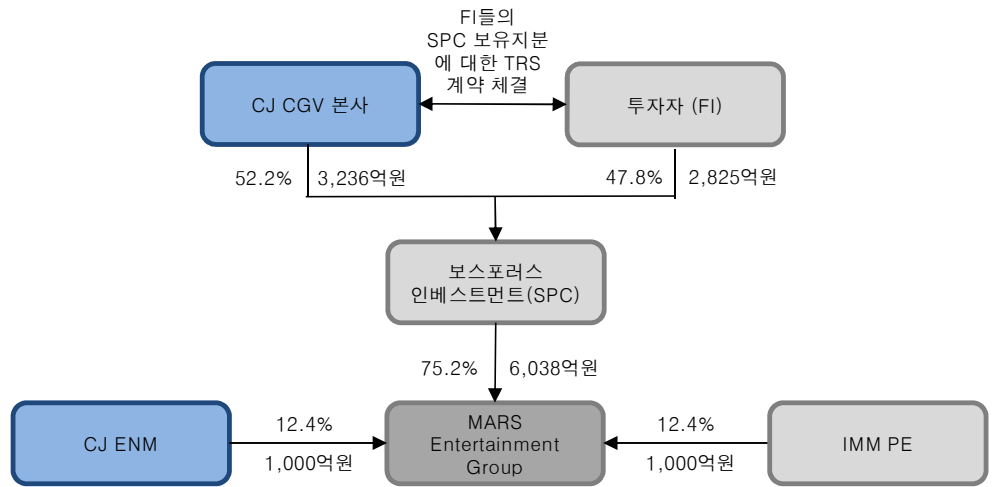 FI들의
SPC 보유지분
에 대한 TRS
계약 체결
CJ CGV 본사
투자자 (FI)
52.2%
3,236억원
47.8%
2,825억원
보스포러스
인베스트먼트(SPC)
75.2%
6,038억원
CJ ENM
12.4%
1,000억원
MARS
Entertainment
Group
12.4%
1,000억원
IMM PE